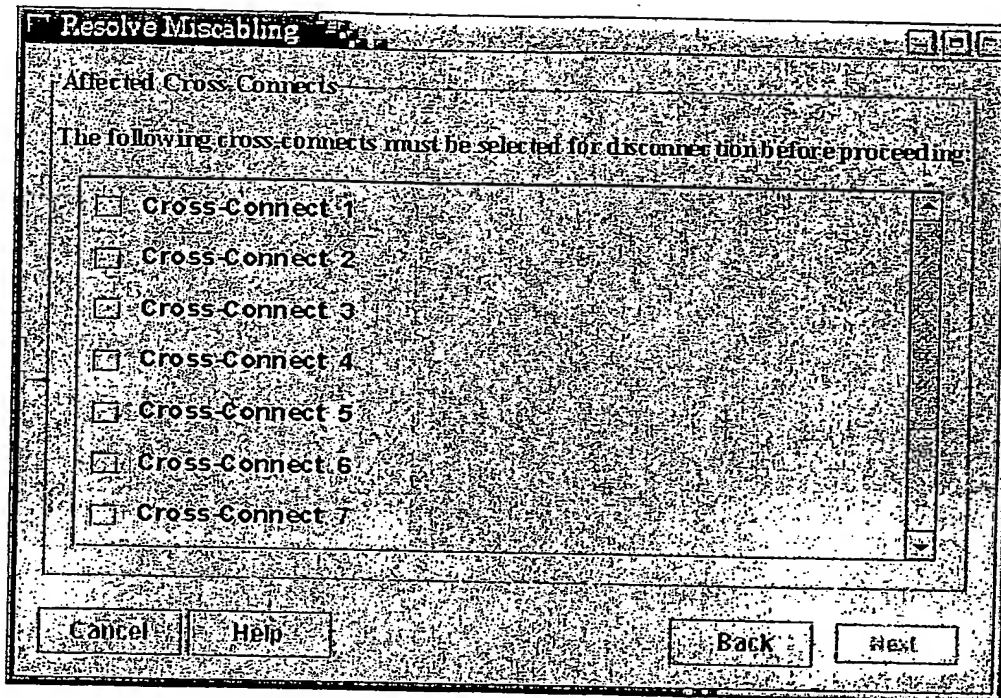 Resolve Miscabling
Affected Cross-Connects
The following cross-connects must be selected for disconnection before proceeding
Cross-Connect 1
Cross-Connect 2
Cross-Connect 3
Cross-Connect 4
Cross-Connect 5
Cross-Connect 6
Cross-Connect 7
Cancel Help Back Next